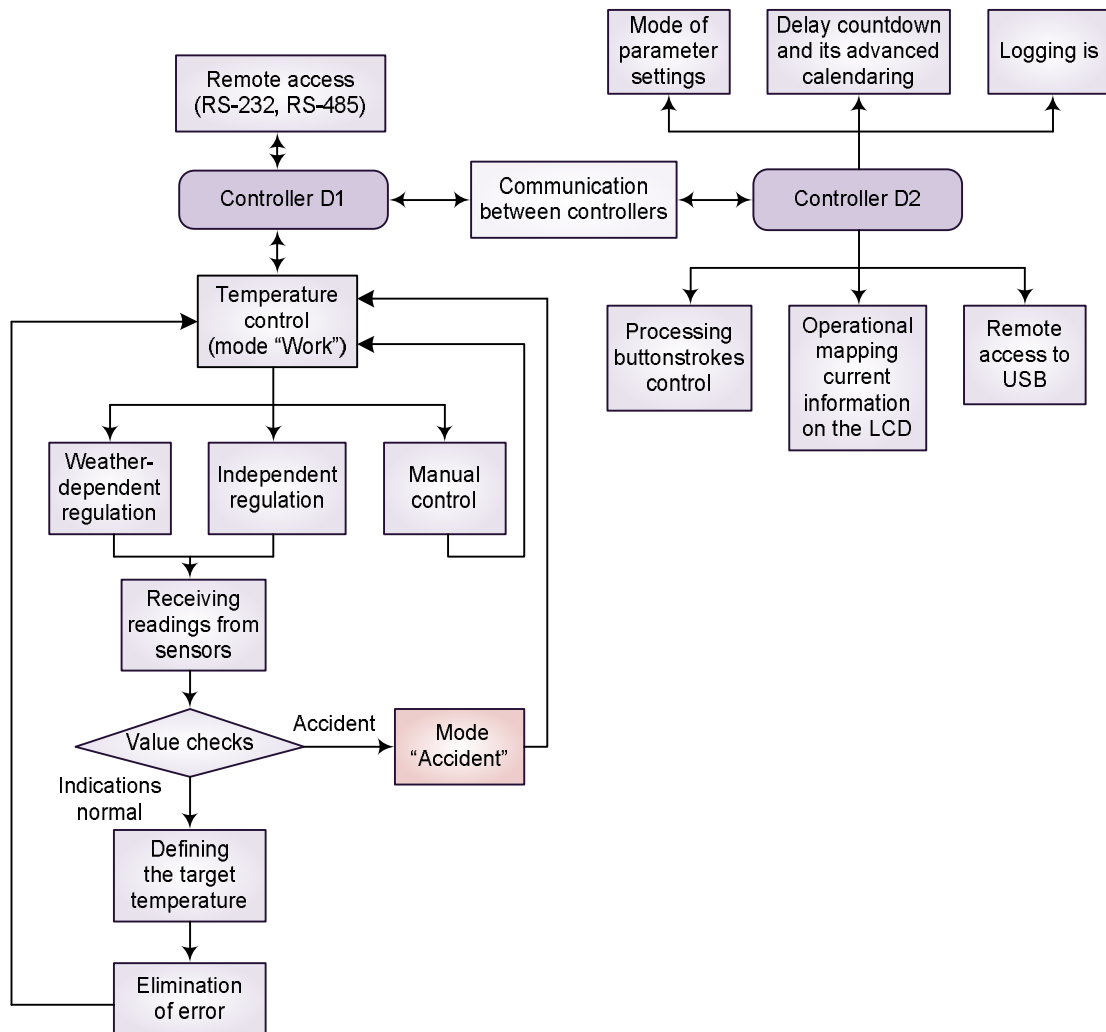 Remote access
(RS-232, RS-485)
Mode of
parameter
settings
Delay countdown
and its advanced
calendaring
Logging is
Controller D1
Communication
between controllers
Controller D2
Temperature
control
(mode “Work”)
Processing
buttonstrokes
control
Operational
mapping
current
information
on the LCD
Remote
access to
USB
Weather-
dependent
regulation
Independent
regulation
Manual
control
Receiving
readings from
sensors
Value checks
Accident
Mode
“Accident”
Indications
normal
Defining
the target
temperature
Elimination
of error